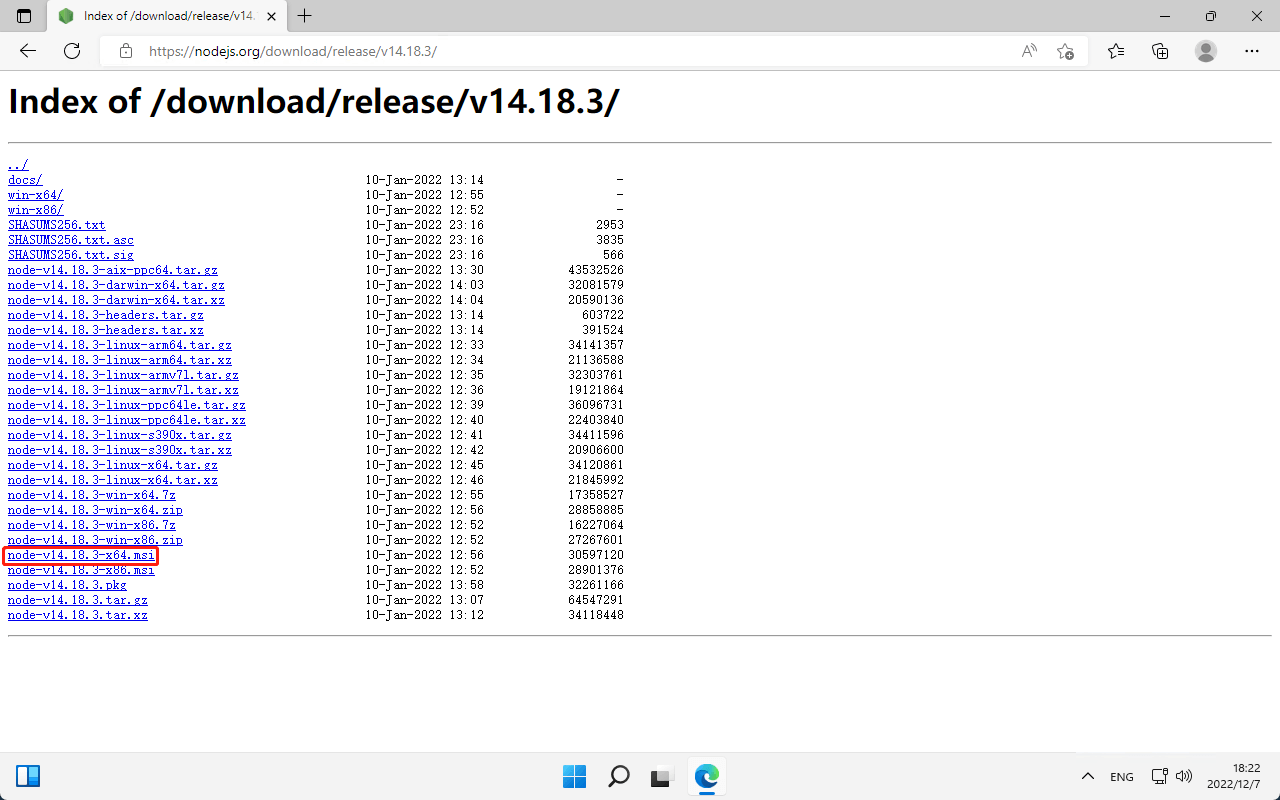 Index of /download/release/v14.
https://nodejs.org/download/release/v14.18.3/
Index of /download/release/v14.18.3/
../
docs/ 10-Jan-2022 13:14 -
win-x64/ 10-Jan-2022 12:55 -
win-x86/ 10-Jan-2022 12:52 -
SHASUMS256.txt 10-Jan-2022 23:16 2953
SHASUMS256.txt.asc 10-Jan-2022 23:16 3835
SHASUMS256.txt.sig 10-Jan-2022 23:16 566
node-v14.18.3-aix-ppc64.tar.gz 10-Jan-2022 13:30 43532526
node-v14.18.3-darwin-x64.tar.gz 10-Jan-2022 14:03 32081579
node-v14.18.3-darwin-x64.tar.xz 10-Jan-2022 14:04 20590136
node-v14.18.3-headers.tar.gz 10-Jan-2022 13:14 603722
node-v14.18.3-headers.tar.xz 10-Jan-2022 13:14 391524
node-v14.18.3-linux-arm64.tar.gz 10-Jan-2022 12:33 34141357
node-v14.18.3-linux-arm64.tar.xz 10-Jan-2022 12:34 21136588
node-v14.18.3-linux-armv7l.tar.gz 10-Jan-2022 12:35 32303761
node-v14.18.3-linux-armv7l.tar.xz 10-Jan-2022 12:36 19121864
node-v14.18.3-linux-ppc64le.tar.gz 10-Jan-2022 12:39 36096731
node-v14.18.3-linux-ppc64le.tar.xz 10-Jan-2022 12:40 22403840
node-v14.18.3-linux-s390x.tar.gz 10-Jan-2022 12:41 34411596
node-v14.18.3-linux-s390x.tar.xz 10-Jan-2022 12:42 20906600
node-v14.18.3-linux-x64.tar.gz 10-Jan-2022 12:45 34120861
node-v14.18.3-linux-x64.tar.xz 10-Jan-2022 12:46 21845992
node-v14.18.3-win-x64.7z 10-Jan-2022 12:55 17358527
node-v14.18.3-win-x64.zip 10-Jan-2022 12:56 28858885
node-v14.18.3-win-x86.7z 10-Jan-2022 12:52 16227064
node-v14.18.3-win-x86.zip 10-Jan-2022 12:52 27267601
node-v14.18.3-x64.msi 10-Jan-2022 12:56 30597120
node-v14.18.3-x86.msi 10-Jan-2022 12:52 28901376
node-v14.18.3.pkg 10-Jan-2022 13:58 32261166
node-v14.18.3.tar.gz 10-Jan-2022 13:07 64547291
node-v14.18.3.tar.xz 10-Jan-2022 13:12 34118448
ENG
18:22
2022/12/7